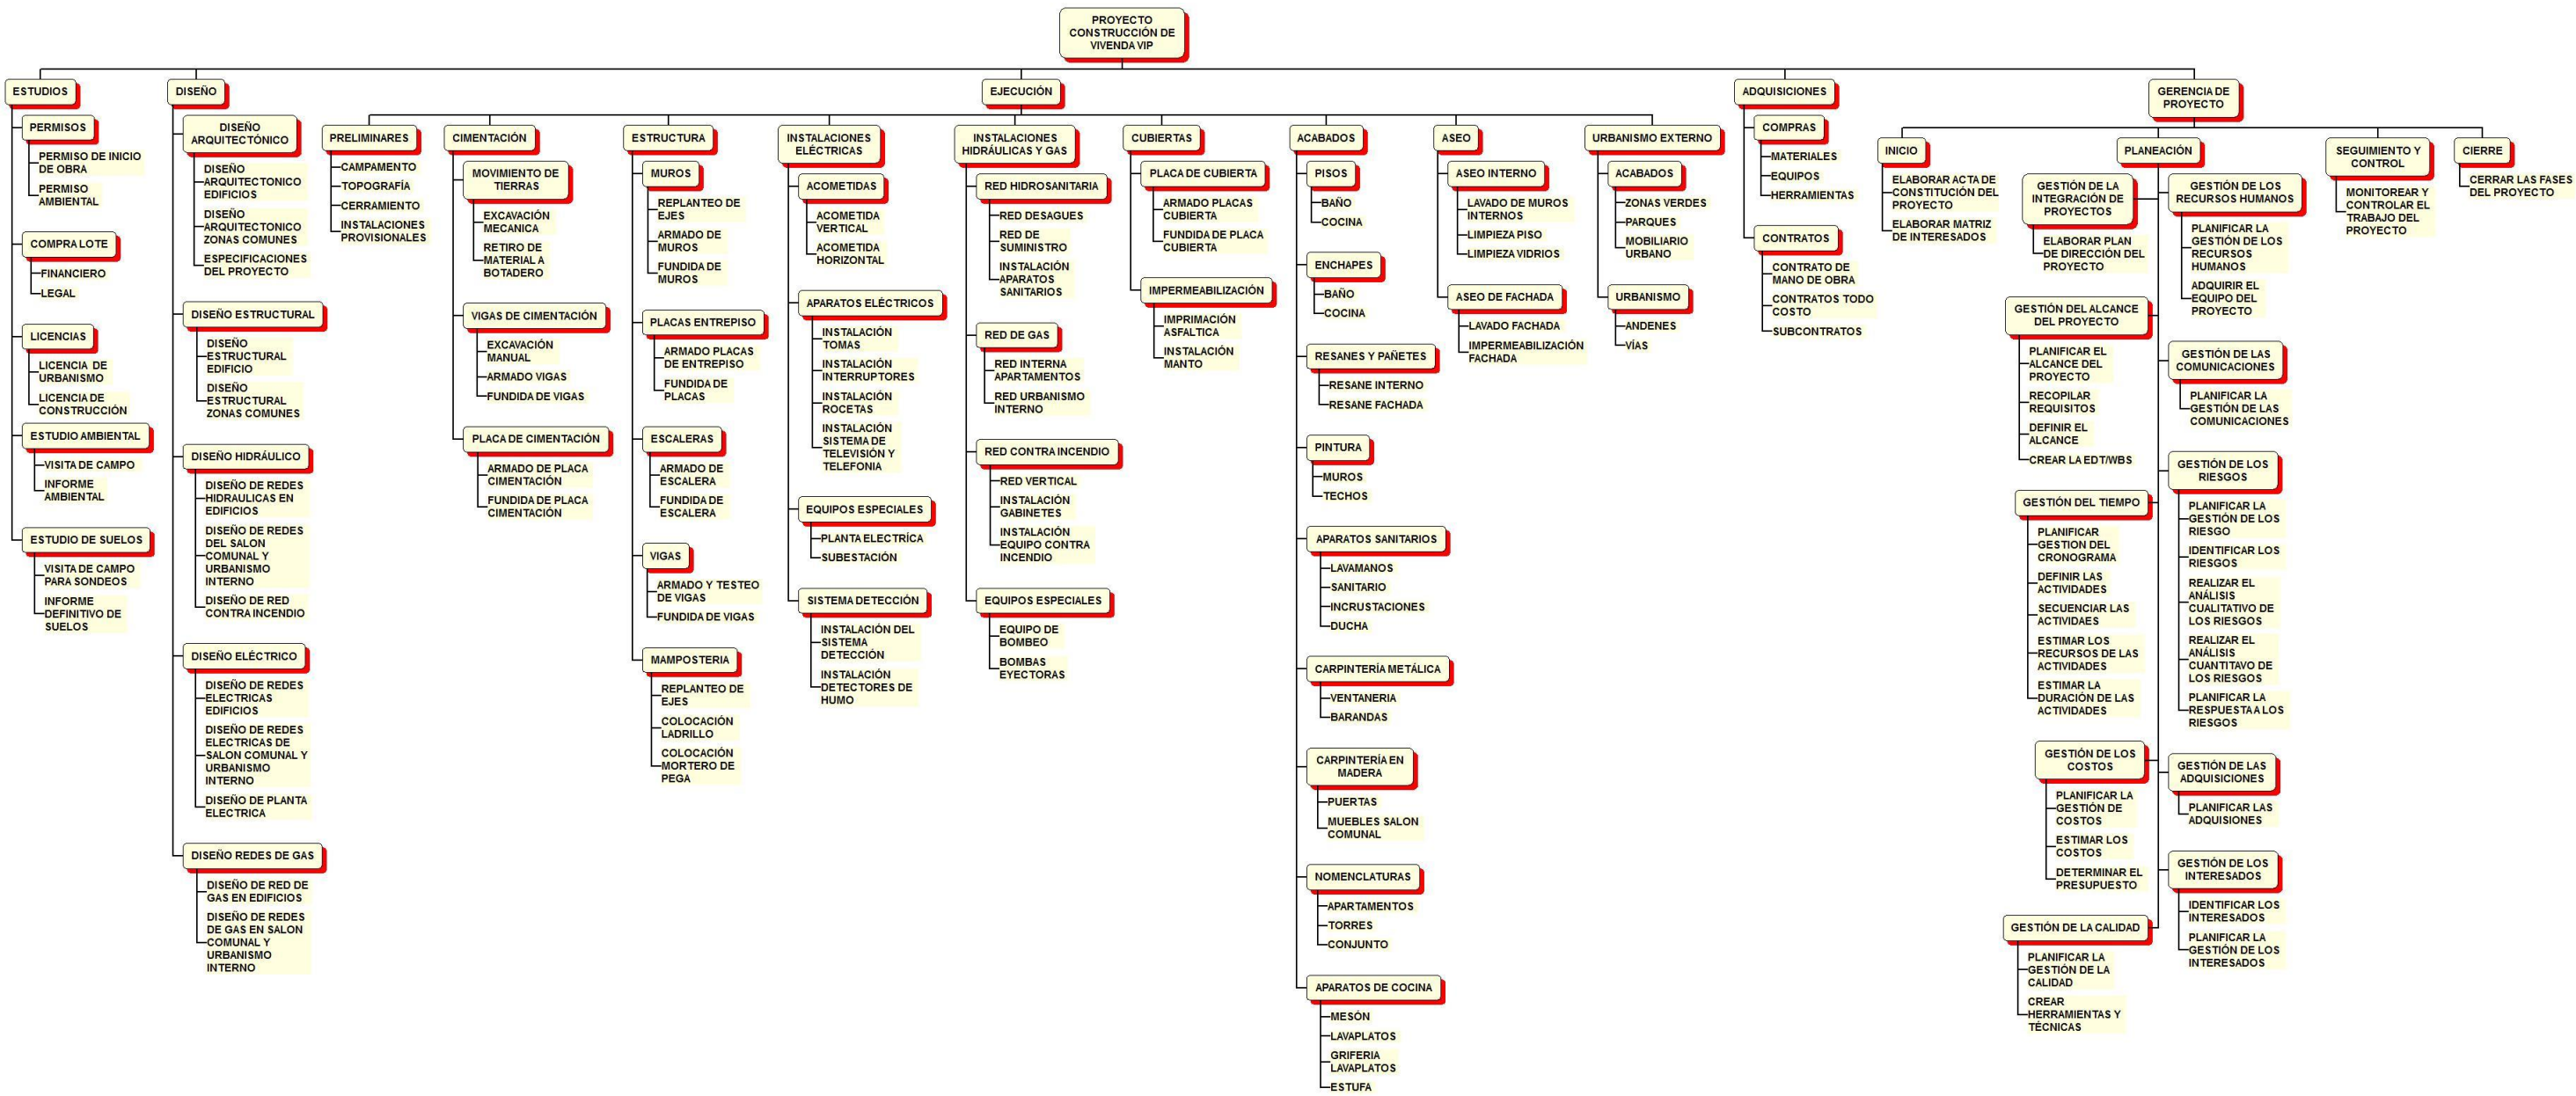 PROYECTO
CONSTRUCCIÓN DE
VIVENDA VIP
ESTUDIOS
PERMISOS
PERMISO DE INICIO
DE OBRA
PERMISO
AMBIENTAL
COMPRA LOTE
FINANCIERO
LEGAL
LICENCIAS
LICENCIA DE
URBANISMO
LICENCIA DE
CONSTRUCCIÓN
ESTUDIO AMBIENTAL
VISITA DE CAMPO
INFORME
AMBIENTAL
ESTUDIO DE SUELOS
VISITA DE CAMPO
PARA SONDEOS
INFORME
DEFINITIVO DE
SUELOS
DISEÑO
DISEÑO
ARQUITECTÓNICO
DISEÑO
ARQUITECTONICO
EDIFICIOS
DISEÑO
ARQUITECTONICO
ZONAS COMUNES
ESPECIFICACIONES
DEL PROYECTO
DISEÑO ESTRUCTURAL
DISEÑO
ESTRUCTURAL
EDIFICIO
DISEÑO
ESTRUCTURAL
ZONAS COMUNES
DISEÑO HIDRÁULICO
DISEÑO DE REDES
HIDRAULICAS EN
EDIFICIOS
DISEÑO DE REDES
DEL SALON
COMUNAL Y
URBANISMO
INTERNO
DISEÑO DE RED
CONTRA INCENDIO
DISEÑO ELÉCTRICO
DISEÑO DE REDES
ELECTRICAS
EDIFICIOS
DISEÑO DE REDES
ELECTRICAS DE
SALON COMUNAL Y
URBANISMO
INTERNO
DISEÑO DE PLANTA
ELECTRICA
DISEÑO REDES DE GAS
DISEÑO DE RED DE
GAS EN EDIFICIOS
DISEÑO DE REDES
DE GAS EN SALON
COMUNAL Y
URBANISMO
INTERNO
EJECUCIÓN
PRELIMINARES
CAMPAMENTO
TOPOGRAFÍA
CERRAMIENTO
INSTALACIONES
PROVISIONALES
CIMENTACIÓN
MOVIMIENTO DE
TIERRAS
EXCAVACIÓN
MECANICA
RETIRO DE
MATERIAL A
BOTADERO
VIGAS DE CIMENTACIÓN
EXCAVACIÓN
MANUAL
ARMADO VIGAS
FUNDIDA DE VIGAS
PLACA DE CIMENTACIÓN
ARMADO DE PLACA
CIMENTACIÓN
FUNDIDA DE PLACA
CIMENTACIÓN
ESTRUCTURA
MUROS
REPLANTEO DE
EJES
ARMADO DE
MUROS
FUNDIDA DE
MUROS
PLACAS ENTREPISO
ARMADO PLACAS
DE ENTREPISO
FUNDIDA DE
PLACAS
ESCALERAS
ARMADO DE
ESCALERA
FUNDIDA DE
ESCALERA
VIGAS
ARMADO Y TESTEO
DE VIGAS
FUNDIDA DE VIGAS
MAMPOSTERIA
REPLANTEO DE
EJES
COLOCACIÓN
LADRILLO
COLOCACIÓN
MORTERO DE
PEGA
INSTALACIONES
ELÉCTRICAS
ACOMETIDAS
ACOMETIDA
VERTICAL
ACOMETIDA
HORIZONTAL
APARATOS ELÉCTRICOS
INSTALACIÓN
TOMAS
INSTALACIÓN
INTERRUPTORES
INSTALACIÓN
ROCETAS
INSTALACIÓN
SISTEMA DE
TELEVISIÓN Y
TELEFONIA
EQUIPOS ESPECIALES
PLANTA ELECTRÍCA
SUBESTACIÓN
SISTEMA DETECCIÓN
INSTALACIÓN DEL
SISTEMA
DETECCIÓN
INSTALACIÓN
DETECTORES DE
HUMO
INSTALACIONES
HIDRÁULICAS Y GAS
RED HIDROSANITARIA
RED DESAGUES
RED DE
SUMINISTRO
INSTALACIÓN
APARATOS
SANITARIOS
RED DE GAS
RED INTERNA
APARTAMENTOS
RED URBANISMO
INTERNO
RED CONTRA INCENDIO
RED VERTICAL
INSTALACIÓN
GABINETES
INSTALACIÓN
EQUIPO CONTRA
INCENDIO
EQUIPOS ESPECIALES
EQUIPO DE
BOMBEO
BOMBAS
EYECTORAS
CUBIERTAS
PLACA DE CUBIERTA
ARMADO PLACAS
CUBIERTA
FUNDIDA DE PLACA
CUBIERTA
IMPERMEABILIZACIÓN
IMPRIMACIÓN
ASFALTICA
INSTALACIÓN
MANTO
ACABADOS
PISOS
BAÑO
COCINA
ENCHAPES
BAÑO
COCINA
RESANES Y PAÑETES
RESANE INTERNO
RESANE FACHADA
PINTURA
MUROS
TECHOS
APARATOS SANITARIOS
LAVAMANOS
SANITARIO
INCRUSTACIONES
DUCHA
CARPINTERÍA METÁLICA
VENTANERIA
BARANDAS
CARPINTERÍA EN
MADERA
PUERTAS
MUEBLES SALON
COMUNAL
NOMENCLATURAS
APARTAMENTOS
TORRES
CONJUNTO
APARATOS DE COCINA
MESÓN
LAVAPLATOS
GRIFERIA
LAVAPLATOS
ESTUFA
ASEO
ASEO INTERNO
LAVADO DE MUROS
INTERNOS
LIMPIEZA PISO
LIMPIEZA VIDRIOS
ASEO DE FACHADA
LAVADO FACHADA
IMPERMEABILIZACIÓN
FACHADA
URBANISMO EXTERNO
ACABADOS
ZONAS VERDES
PARQUES
MOBILIARIO
URBANO
URBANISMO
ANDENES
VÍAS
ADQUISICIONES
COMPRAS
MATERIALES
EQUIPOS
HERRAMIENTAS
CONTRATOS
CONTRATO DE
MANO DE OBRA
CONTRATOS TODO
COSTO
SUBCONTRATOS
GERENCIA DE
PROYECTO
INICIO
ELABORAR ACTA DE
CONSTITUCIÓN DEL
PROYECTO
ELABORAR MATRIZ
DE INTERESADOS
PLANEACIÓN
GESTIÓN DE LA
INTEGRACIÓN DE
PROYECTOS
ELABORAR PLAN
DE DIRECCIÓN DEL
PROYECTO
GESTIÓN DEL ALCANCE
DEL PROYECTO
PLANIFICAR EL
ALCANCE DEL
PROYECTO
RECOPILAR
REQUISITOS
DEFINIR EL
ALCANCE
CREAR LA EDT/WBS
GESTIÓN DEL TIEMPO
PLANIFICAR
GESTION DEL
CRONOGRAMA
DEFINIR LAS
ACTIVIDADES
SECUENCIAR LAS
ACTIVIDAES
ESTIMAR LOS
RECURSOS DE LAS
ACTIVIDADES
ESTIMAR LA
DURACIÓN DE LAS
ACTIVIDADES
GESTIÓN DE LOS
COSTOS
PLANIFICAR LA
GESTIÓN DE
COSTOS
ESTIMAR LOS
COSTOS
DETERMINAR EL
PRESUPUESTO
GESTIÓN DE LA CALIDAD
PLANIFICAR LA
GESTIÓN DE LA
CALIDAD
CREAR
HERRAMIENTAS Y
TÉCNICAS
GESTIÓN DE LOS
RECURSOS HUMANOS
PLANIFICAR LA
GESTIÓN DE LOS
RECURSOS
HUMANOS
ADQUIRIR EL
EQUIPO DEL
PROYECTO
GESTIÓN DE LAS
COMUNICACIONES
PLANIFICAR LA
GESTIÓN DE LAS
COMUNICACIONES
GESTIÓN DE LOS
RIESGOS
PLANIFICAR LA
GESTIÓN DE LOS
RIESGO
IDENTIFICAR LOS
RIESGOS
REALIZAR EL
ANÁLISIS
CUALITATIVO DE
LOS RIESGOS
REALIZAR EL
ANÁLISIS
CUANTITAVO DE
LOS RIESGOS
PLANIFICAR LA
RESPUESTA A LOS
RIESGOS
GESTIÓN DE LAS
ADQUISICIONES
PLANIFICAR LAS
ADQUISIONES
GESTIÓN DE LOS
INTERESADOS
IDENTIFICAR LOS
INTERESADOS
PLANIFICAR LA
GESTIÓN DE LOS
INTERESADOS
SEGUIMIENTO Y
CONTROL
MONITOREAR Y
CONTROLAR EL
TRABAJO DEL
PROYECTO
CIERRE
CERRAR LAS FASES
DEL PROYECTO